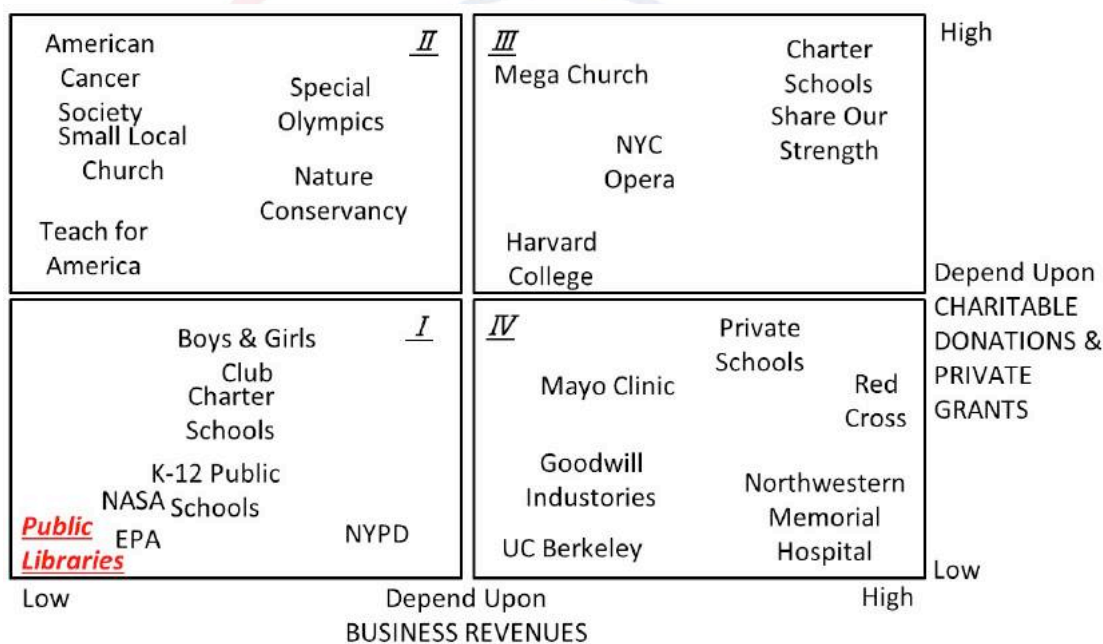 American
Cancer
Society
Small Local
Church
Teach for
America
Special
Olympics
Nature
Conservancy
II
III
Mega Church
NYC
Opera
Harvard
College
Charter
Schools
Share Our
Strength
High
Depend Upon
CHARITABLE
DONATIONS &
PRIVATE
GRANTS
Boys & Girls
Club
Charter
Schools
K-12 Public
Schools
NASA
EPA
Public
Libraries
NYPD
I
IV
Private
Schools
Mayo Clinic
Red
Cross
Goodwill
Industories
Northwestern
Memorial
Hospital
UC Berkeley
Low
Low
Depend Upon
High
BUSINESS REVENUES